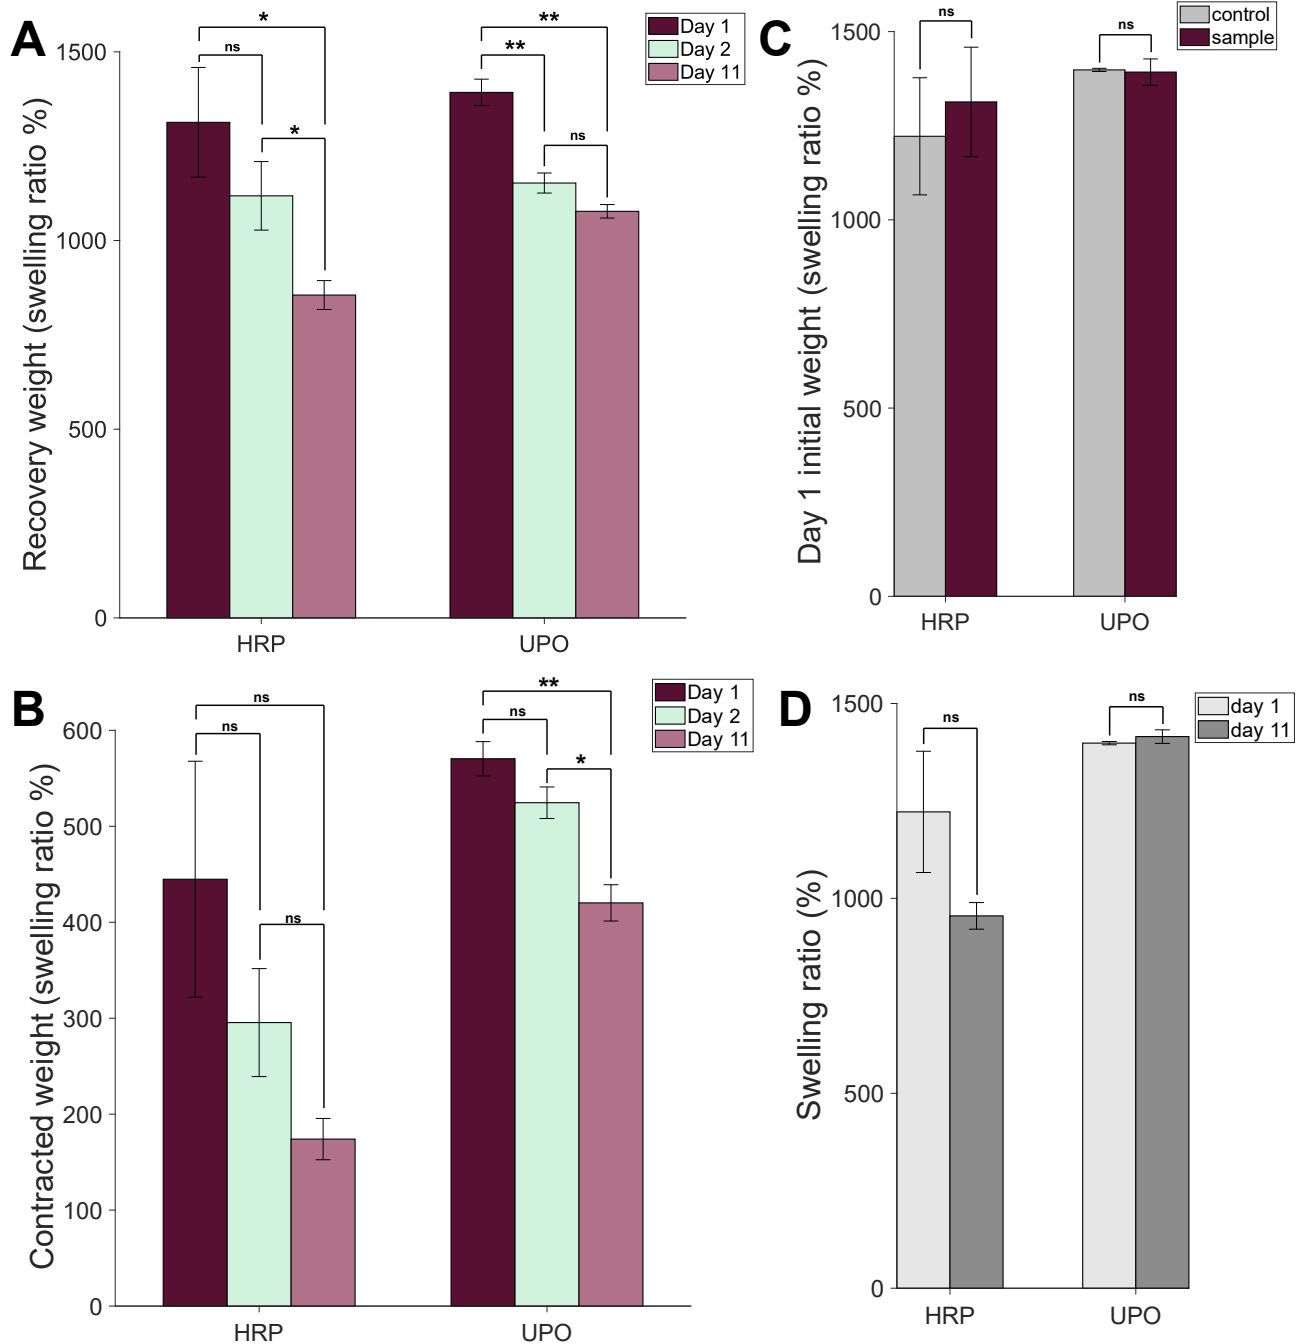 A
Recovery weight (swelling ratio %)
1500
1000
500
0
*
ns
*
**
**
ns
Day 1
Day 2
Day 11
HRP
UPO
C
Day 1 initial weight (swelling ratio %)
1500
1000
500
0
ns
ns
control
sample
HRP
UPO
B
Contracted weight (swelling ratio %)
600
500
400
300
200
100
0
ns
ns
ns
**
ns
*
Day 1
Day 2
Day 11
HRP
UPO
D
Swelling ratio (%)
1500
1000
500
0
ns
ns
day 1
day 11
HRP
UPO